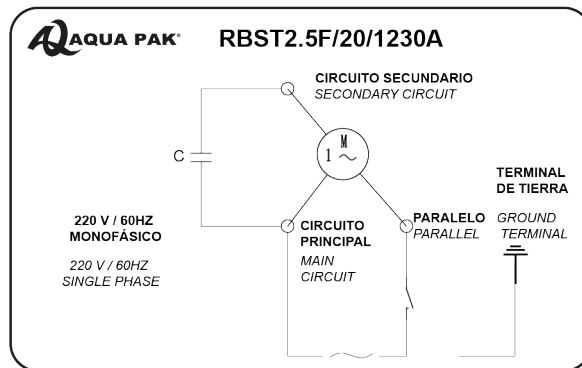 AQUA PAK®
RBST2.5F/20/1230A
CIRCUITO SECUNDARIO
SECONDARY CIRCUIT
M
1 ~
C
TERMINAL
DE TIERRA
GROUND
TERMINAL
220 V / 60HZ
MONOFÁSICO
220 V / 60HZ
SINGLE PHASE
CIRCUITO
PRINCIPAL
MAIN
CIRCUIT
PARALELO
PARALLEL